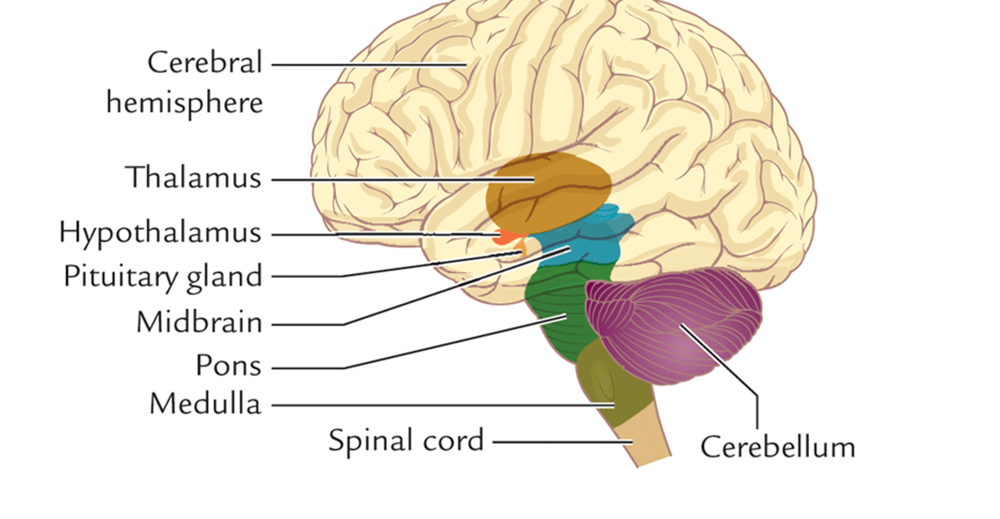 Cerebral
hemisphere
Thalamus
Hypothalamus
Pituitary gland
Midbrain
Pons
Medulla
Spinal cord
Cerebellum